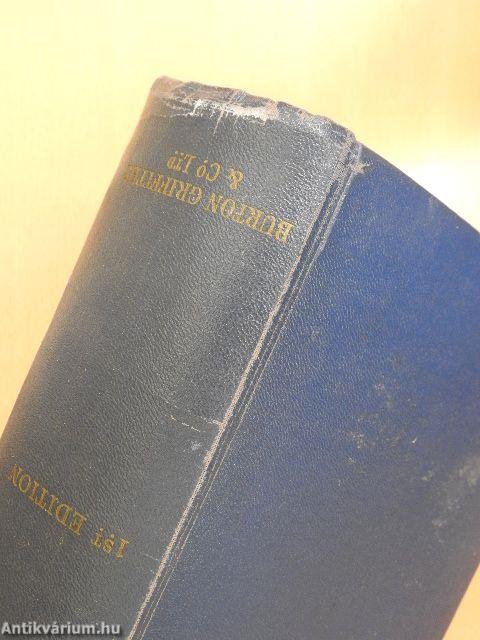 1ST EDITION
BURTON GRIFFITHS
& Co. LTD.
Antikvárium.hu